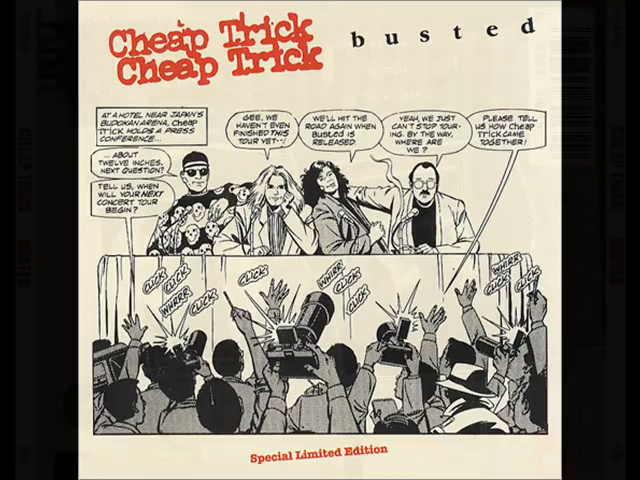 Cheap Trick
Cheap Trick
busted
AT A HOTEL NEAR JAPAN'S
BUDOKAN ARENA, Cheap
Trick HOLDS A PRESS
CONFERENCE...
... ABOUT
TWELVE INCHES.
NEXT QUESTION?
TELL US, WHEN
WILL YOUR NEXT
CONCERT TOUR
BEGIN?
GEE, WE
HAVEN'T EVEN
FINISHED THIS
TOUR YET--!
WE'LL HIT THE
ROAD AGAIN WHEN
Busted IS
RELEASED.
YEAH, WE JUST
CAN'T STOP TOUR-
ING. BY THE WAY,
WHERE ARE
WE?
PLEASE TELL
US HOW Cheap
Trick CAME
TOGETHER!
CLICK
CLICK
WHIRR
CLICK
CLICK
WHIRR
CLICK
CLICK
WHIRR
CLICK
CLICK
Special Limited Edition